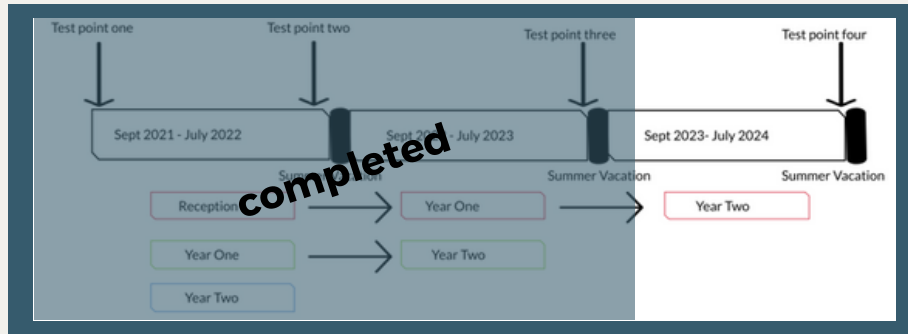 Test point one
Test point two
Test point three
Test point four
Sept 2021 - July 2022
Sept - July 2023
Sept 2023- July 2024
completed
Summer Vacation
Summer Vacation
Summer Vacation
Reception
Year One
Year Two
Year One
Year Two
Year Two